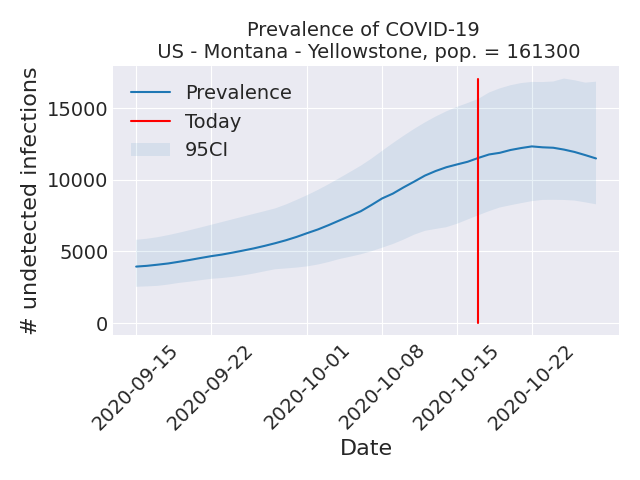 Prevalence of COVID-19
US - Montana - Yellowstone, pop. = 161300
# undetected infections
15000
10000
5000
0
Prevalence
Today
95CI
2020-09-15
2020-09-22
2020-10-01
2020-10-08
2020-10-15
2020-10-22
Date